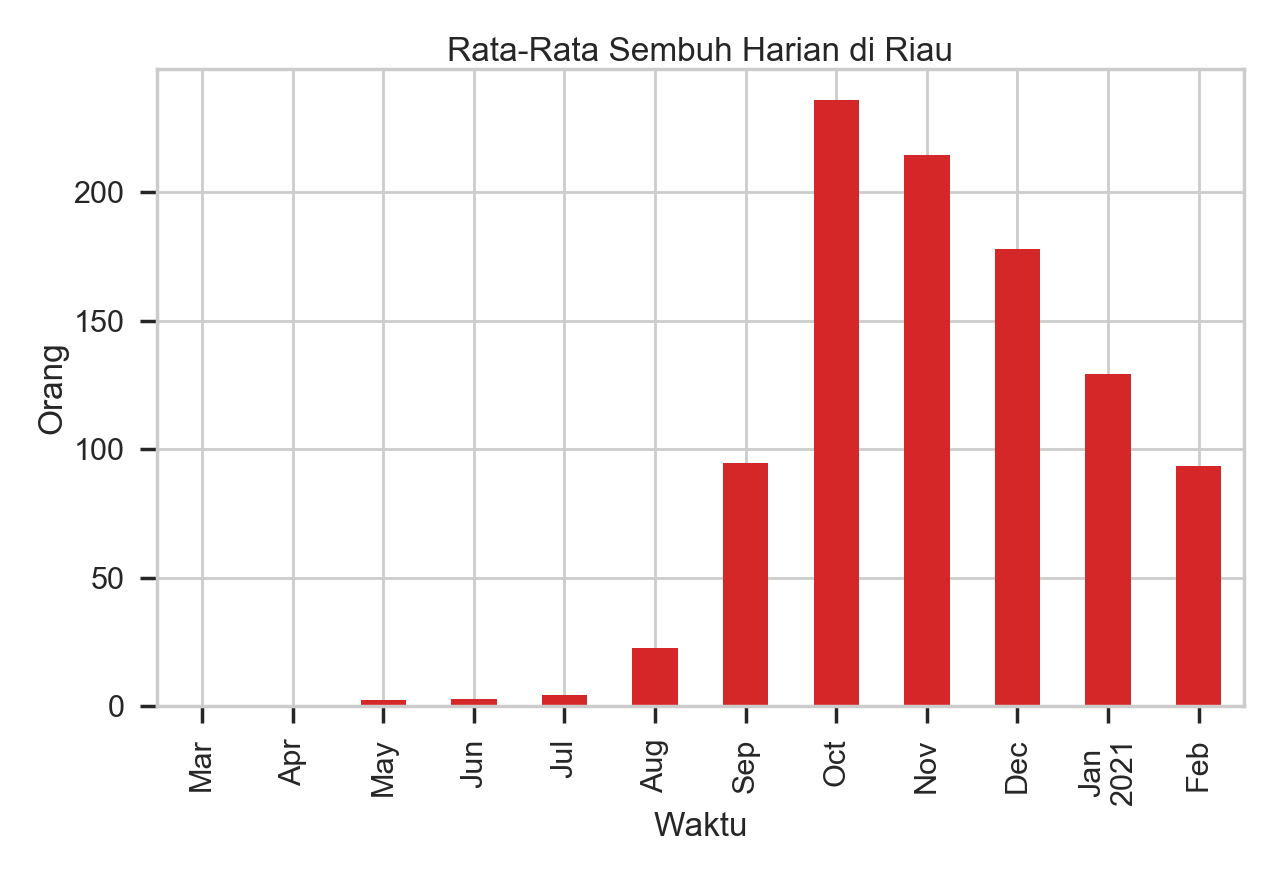 Rata-Rata Sembuh Harian di Riau
Orang
200
150
100
50
0
Mar
Apr
May
Jun
Jul
Aug
Sep
Oct
Nov
Dec
Jan
2021
Feb
Waktu